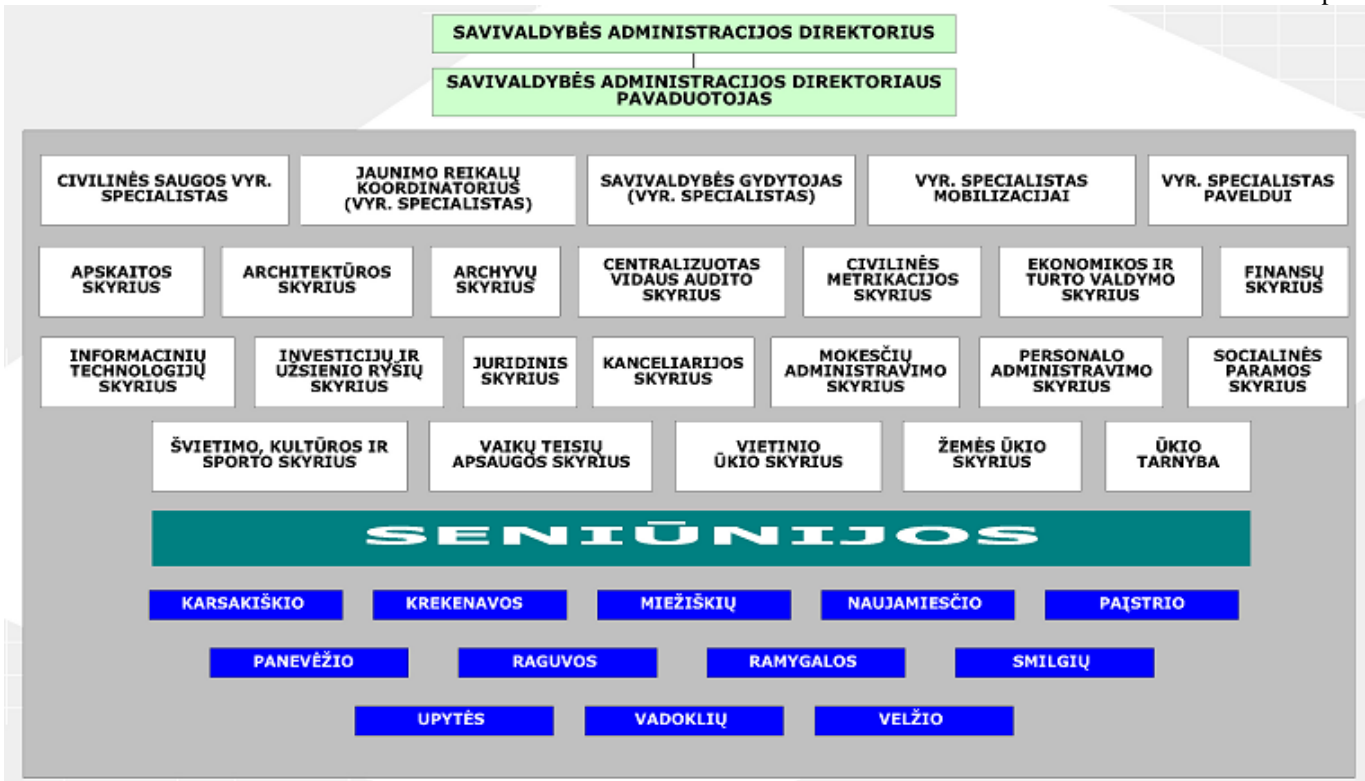 SAVIVALDYBĖS ADMINISTRACIJOS DIREKTORIUS
SAVIVALDYBĖS ADMINISTRACIJOS DIREKTORIAUS
PAVADUOTOJAS
CIVILINĖS SAUGOS VYR.
SPECIALISTAS
JAUNIMO REIKALŲ
KOORDINATORIUS
(VYR. SPECIALISTAS)
SAVIVALDYBĖS GYDYTOJAS
(VYR. SPECIALISTAS)
VYR. SPECIALISTAS
MOBILIZACIJAI
VYR. SPECIALISTAS
PAVELDUI
APSKAITOS
SKYRIUS
ARCHITEKTŪROS
SKYRIUS
ARCHYVŲ
SKYRIUS
CENTRALIZUOTAS
VIDAUS AUDITO
SKYRIUS
CIVILINĖS
METRIKACIJOS
SKYRIUS
EKONOMIKOS IR
TURTO VALDYMO
SKYRIUS
FINANSŲ
SKYRIUS
INFORMACINIŲ
TECHNOLOGIJŲ
SKYRIUS
INVESTICIJŲ IR
UŽSIENIO RYŠIŲ
SKYRIUS
JURIDINIS
SKYRIUS
KANCELIARIJOS
SKYRIUS
MOKESČIŲ
ADMINISTRAVIMO
SKYRIUS
PERSONALO
ADMINISTRAVIMO
SKYRIUS
SOCIALINĖS
PARAMOS
SKYRIUS
ŠVIETIMO, KULTŪROS IR
SPORTO SKYRIUS
VAIKŲ TEISIŲ
APSAUGOS SKYRIUS
VIETINIO
ŪKIO SKYRIUS
ŽEMĖS ŪKIO
SKYRIUS
ŪKIO
TARNYBA
SENIŪNIJOS
KARSAKIŠKIO
KREKENAVOS
MIEŽIŠKIŲ
NAUJAMIESČIO
PAĮSTRIO
PANEVĖŽIO
RAGUVOS
RAMYGALOS
SMILGIŲ
UPYTĖS
VADOKLIŲ
VELŽIO